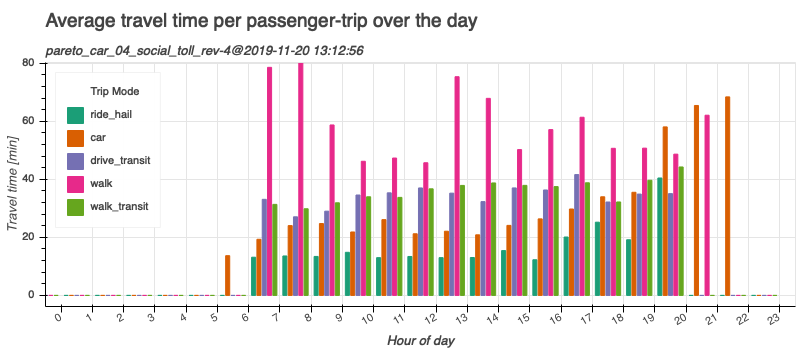 Average travel time per passenger-trip over the day
pareto_car_04_social_toll_rev-4@2019-11-20 13:12:56
Trip Mode
ride_hail
car
drive_transit
walk
walk_transit
Travel time [min]
80
60
40
20
0
0 1 2 3 4 5 6 7 8 9 10 11 12 13 14 15 16 17 18 19 20 21 22 23
Hour of day